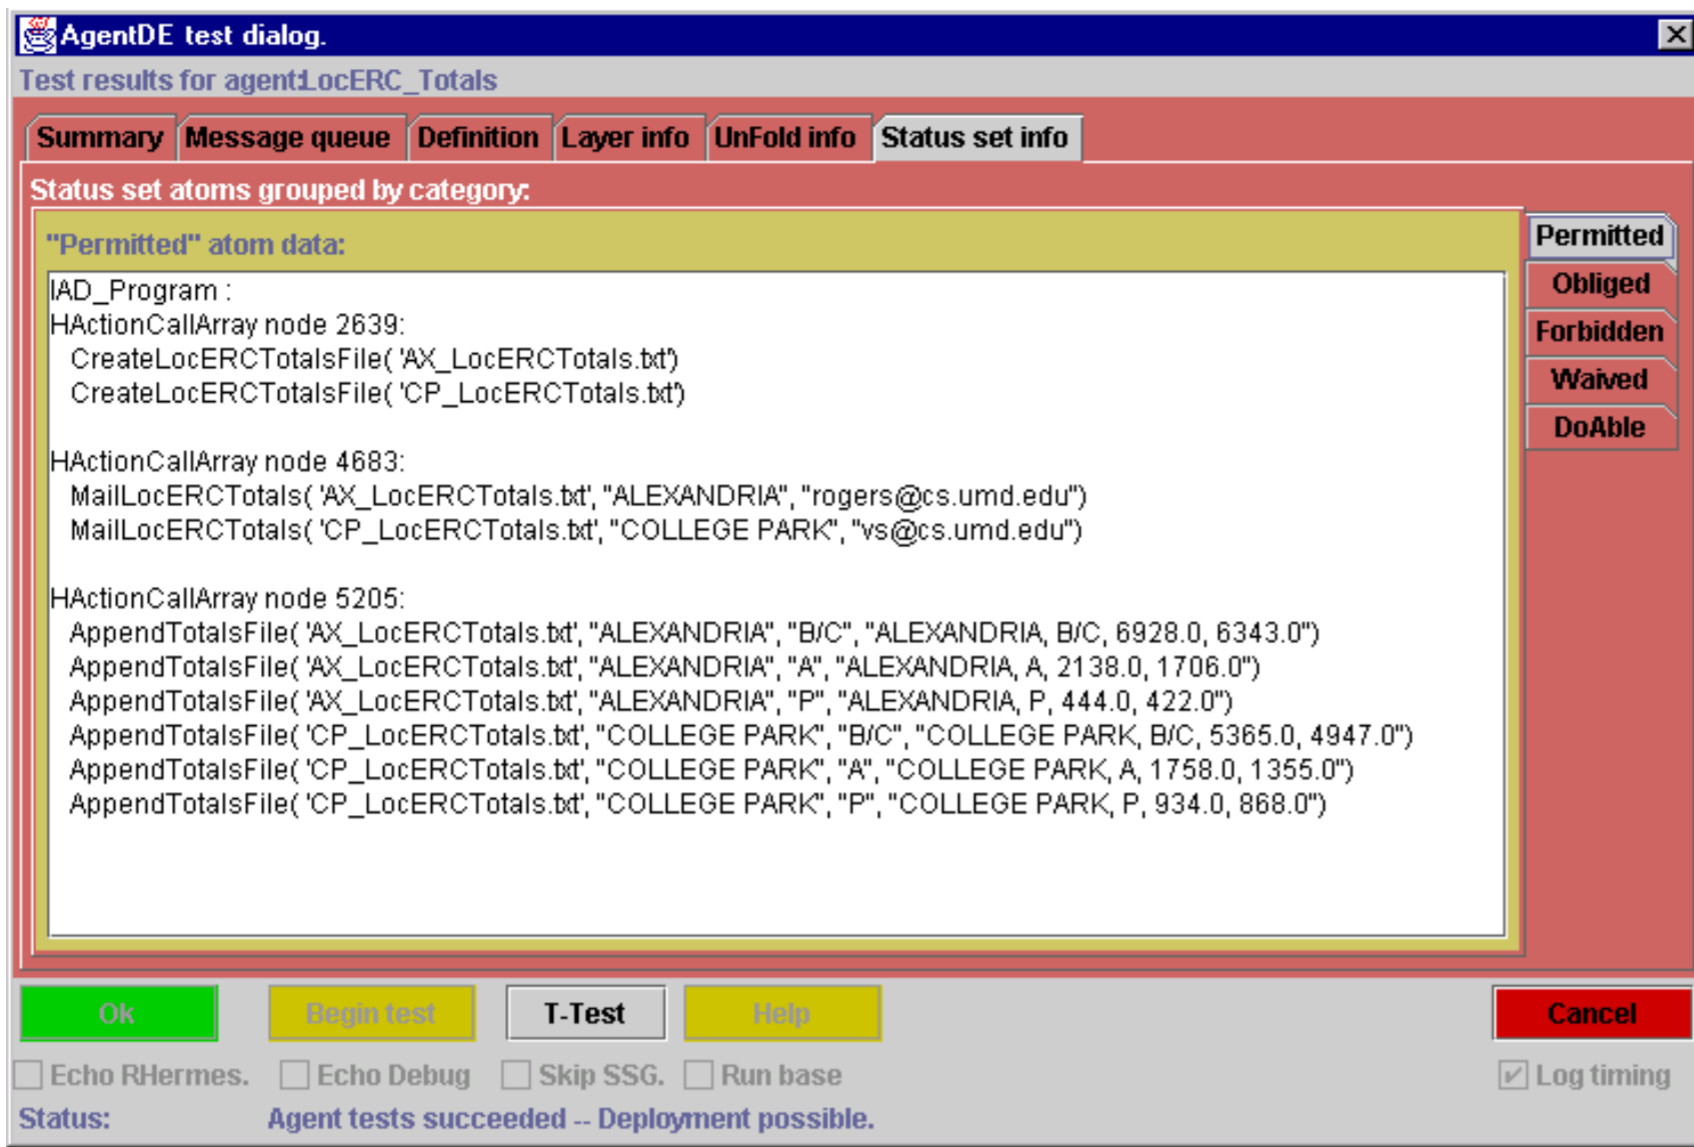 AgentDE test dialog.
Test results for agent:LocERC_Totals
Summary Message queue Definition Layer info UnFold info Status set info
Status set atoms grouped by category:
"Permitted" atom data:
IAD_Program :
HActionCallArray node 2639:
CreateLocERCTotalsFile( 'AX_LocERCTotals.txt')
CreateLocERCTotalsFile( 'CP_LocERCTotals.txt')
HActionCallArray node 4683:
MailLocERCTotals( 'AX_LocERCTotals.txt', "ALEXANDRIA", "rogers@cs.umd.edu")
MailLocERCTotals( 'CP_LocERCTotals.txt', "COLLEGE PARK", "vs@cs.umd.edu")
HActionCallArray node 5205:
AppendTotalsFile( 'AX_LocERCTotals.txt', "ALEXANDRIA", "B/C", "ALEXANDRIA, B/C, 6928.0, 6343.0")
AppendTotalsFile( 'AX_LocERCTotals.txt', "ALEXANDRIA", "A", "ALEXANDRIA, A, 2138.0, 1706.0")
AppendTotalsFile( 'AX_LocERCTotals.txt', "ALEXANDRIA", "P", "ALEXANDRIA, P, 444.0, 422.0")
AppendTotalsFile( 'CP_LocERCTotals.txt', "COLLEGE PARK", "B/C", "COLLEGE PARK, B/C, 5365.0, 4947.0")
AppendTotalsFile( 'CP_LocERCTotals.txt', "COLLEGE PARK", "A", "COLLEGE PARK, A, 1758.0, 1355.0")
AppendTotalsFile( 'CP_LocERCTotals.txt', "COLLEGE PARK", "P", "COLLEGE PARK, P, 934.0, 868.0")
Permitted
Obliged
Forbidden
Waived
DoAble
Ok Begin test T-Test Help Cancel
Echo RHermes. Echo Debug Skip SSG. Run base Log timing
Status: Agent tests succeeded -- Deployment possible.